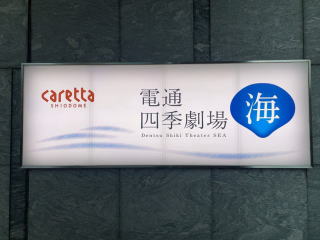 caretta
SHIODOME
電通
四季劇場
海
Dentsu Shiki Theater SEA